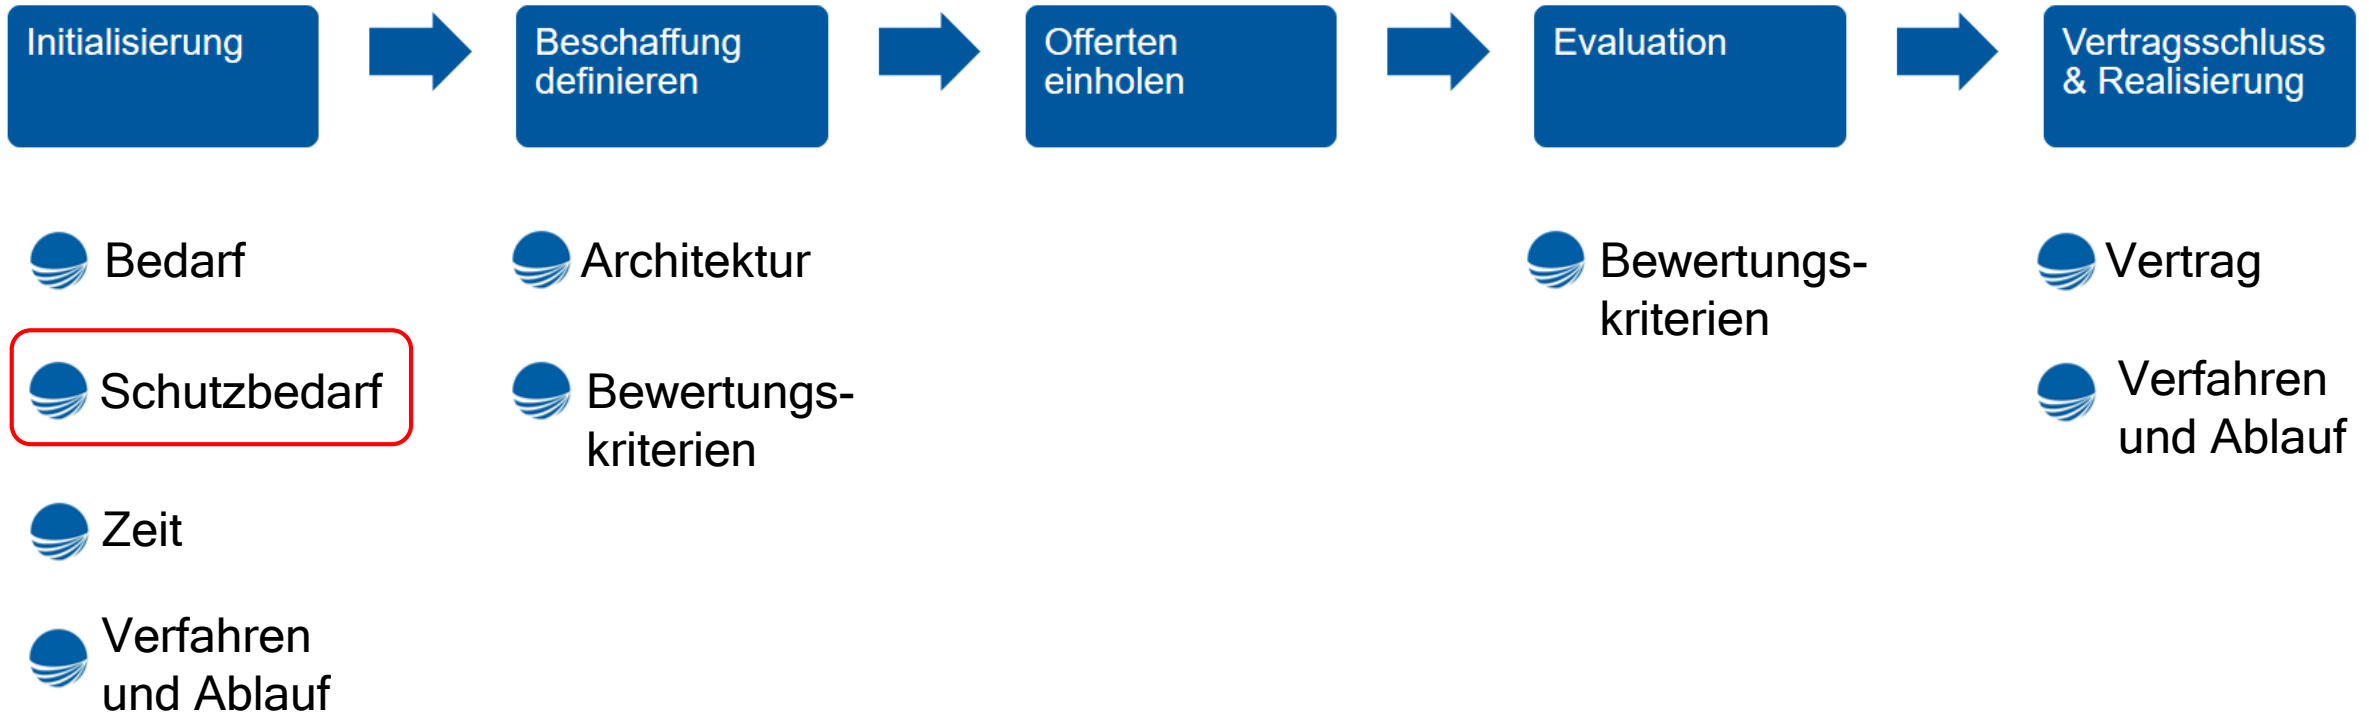 Initialisierung
Beschaffung
definieren
Offerten
einholen
Evaluation
Vertragsschluss
& Realisierung
Bedarf
Schutzbedarf
Zeit
Verfahren
und Ablauf
Architektur
Bewertungs-
kriterien
Bewertungs-
kriterien
Vertrag
Verfahren
und Ablauf